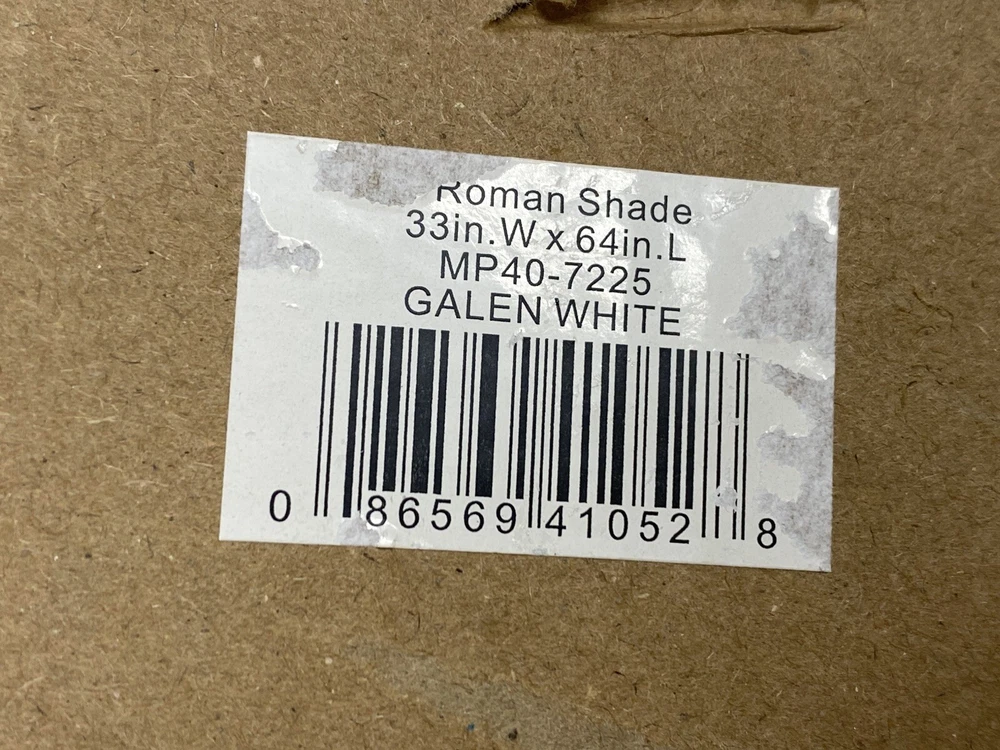 Roman Shade
33in.W x 64in.L
MP40-7225
GALEN WHITE
0 86569 41052 8